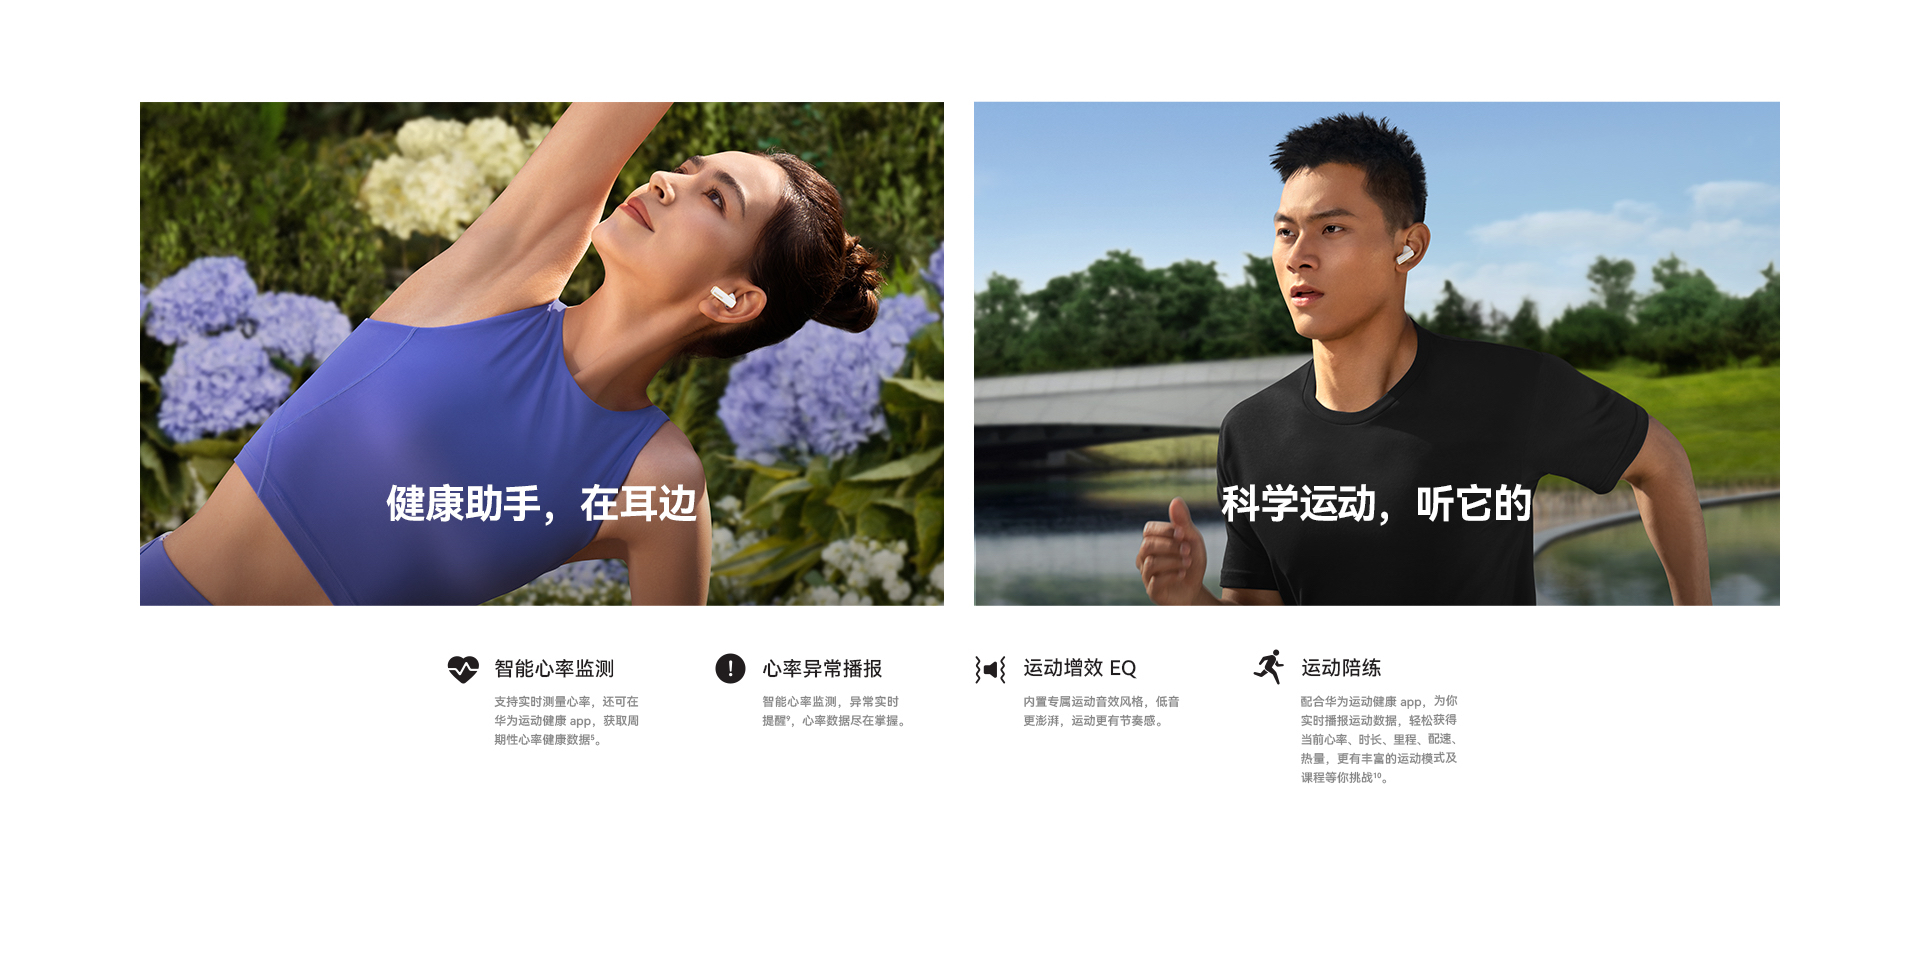 健康助手，在耳边
科学运动，听它的
智能心率监测
支持实时测量心率，还可在
华为运动健康 app，获取周
期性心率健康数据⁵。
心率异常播报
智能心率监测，异常实时
提醒⁹，心率数据尽在掌握。
运动增效 EQ
内置专属运动音效风格，低音
更澎湃，运动更有节奏感。
运动陪练
配合华为运动健康 app，为你
实时播报运动数据，轻松获得
当前心率、时长、里程、配速、
热量，更有丰富的运动模式及
课程等你挑战¹⁰。